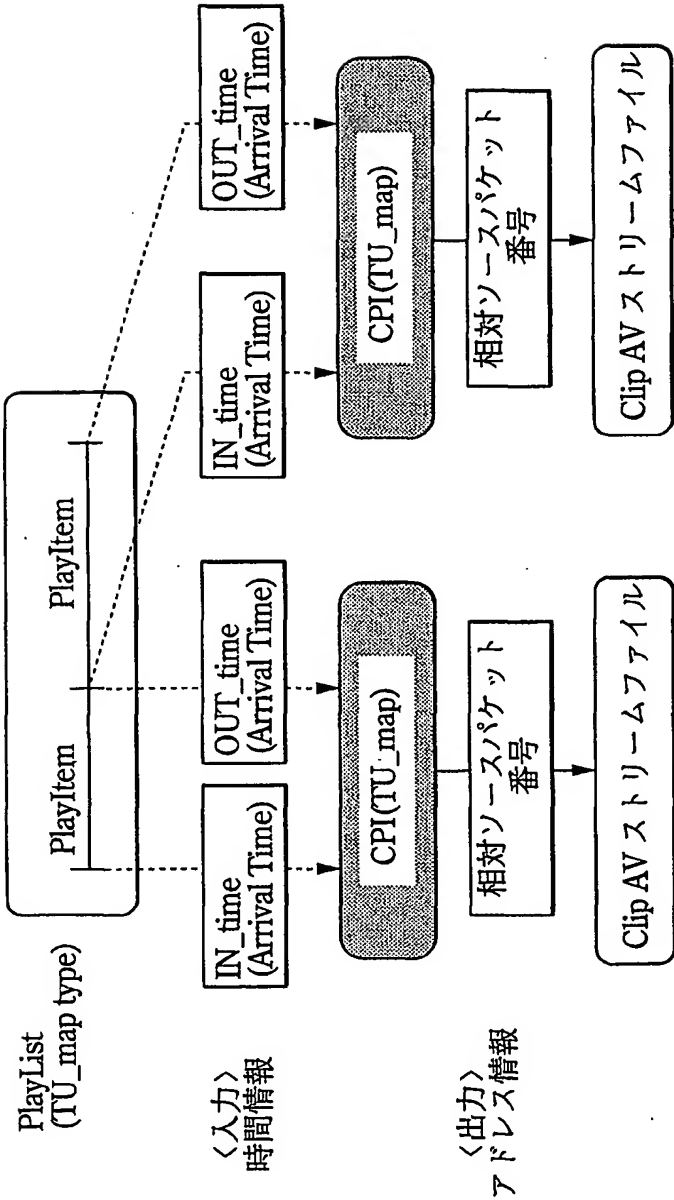 PlayList
(TU_map type)
PlayItem
PlayItem
〈入力〉
時間情報
IN_time
(Arrival Time)
OUT_time
(Arrival Time)
IN_time
(Arrival Time)
OUT_time
(Arrival Time)
CPI(TU_map)
CPI(TU_map)
〈出力〉
アドレス情報
相対ソースパケット
番号
相対ソースパケット
番号
Clip AV ストリームファイル
Clip AV ストリームファイル